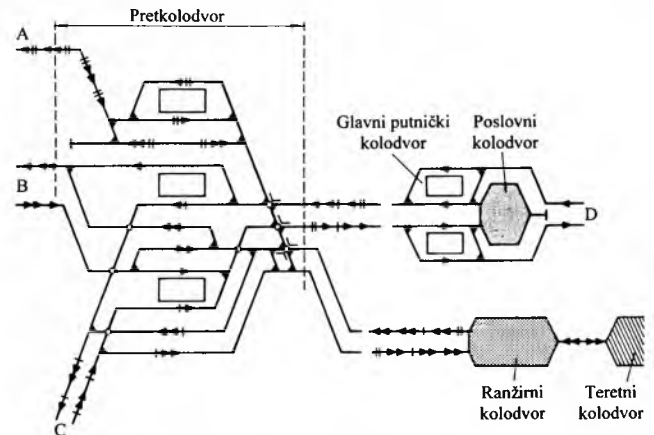 Pretkolodvor
A
Glavni putnički
kolodvor
Poslovni
kolodvor
B
D
C
Ranžirni
kolodvor
Teretni
kolodvor